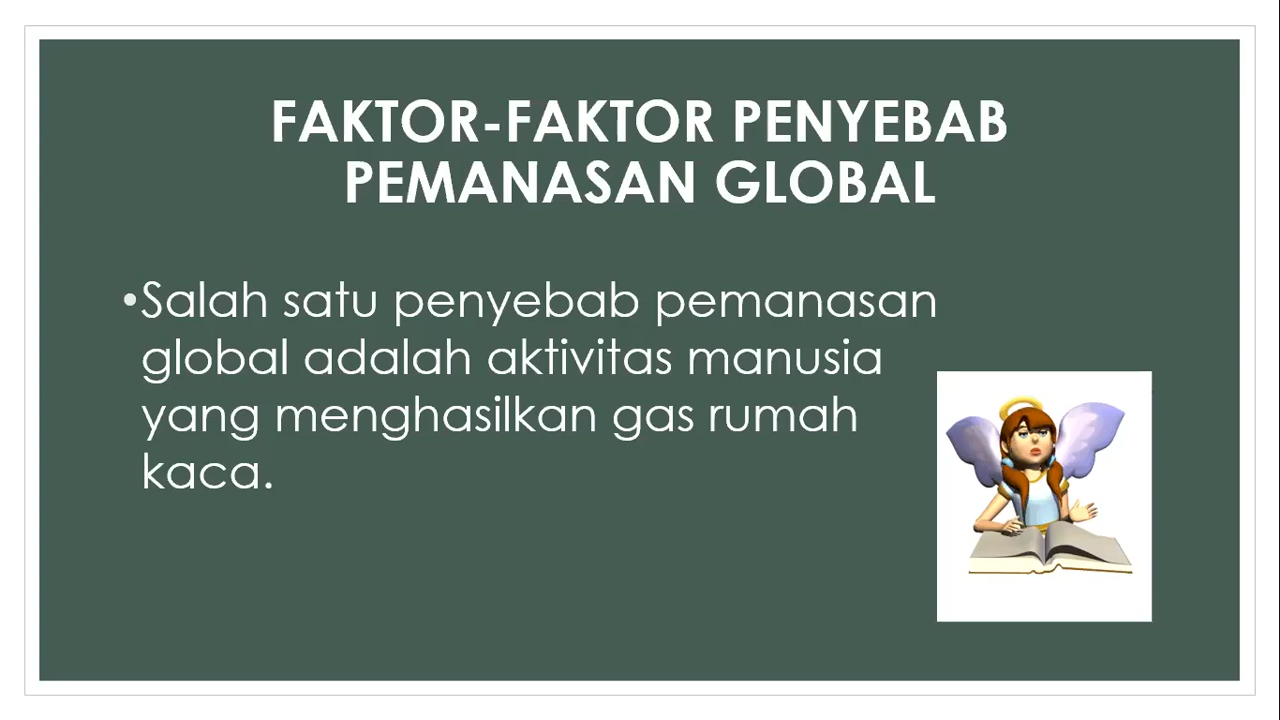 FAKTOR-FAKTOR PENYEBAB
PEMANASAN GLOBAL
•Salah satu penyebab pemanasan
global adalah aktivitas manusia
yang menghasilkan gas rumah
kaca.